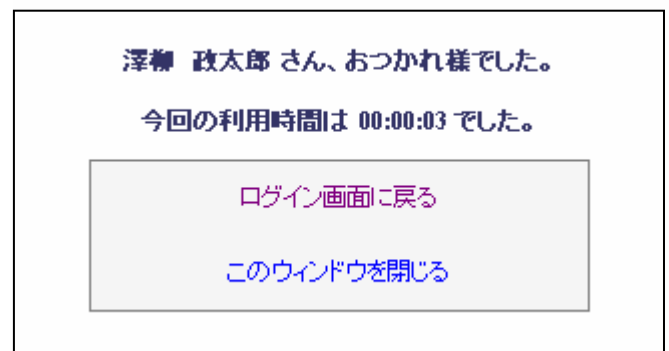 澤柳 政太郎 さん、おつかれ様でした。
今回の利用時間は 00:00:03 でした。
ログイン画面に戻る
このウィンドウを閉じる